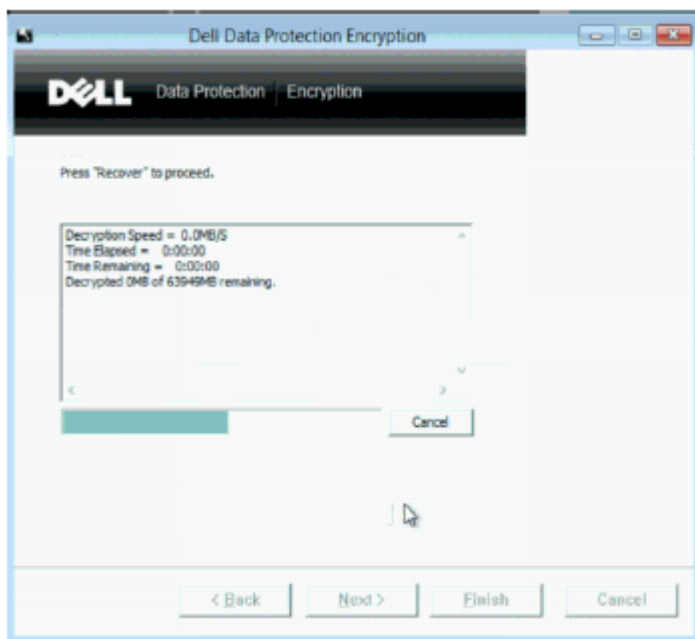 Dell Data Protection Encryption
DELL Data Protection Encryption
Press "Recover" to proceed.
Decryption Speed = 0.0MB/S
Time Elapsed = 0:00:00
Time Remaining = 0:00:00
Decrypted 0MB of 63949MB remaining.
Cancel
< Back Next > Finish Cancel